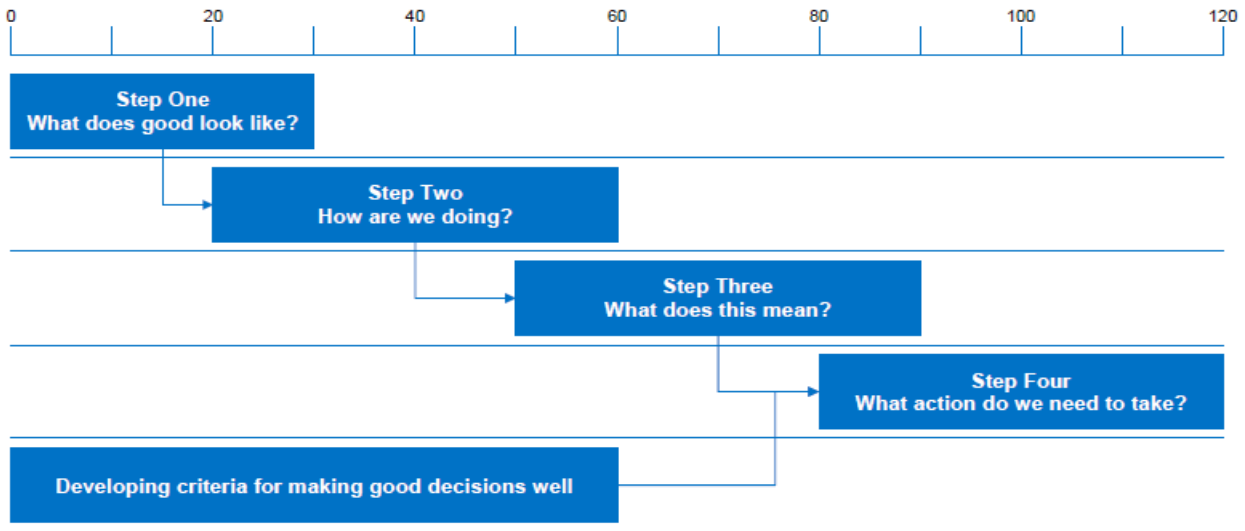 0 20 40 60 80 100 120
Step One
What does good look like?
Step Two
How are we doing?
Step Three
What does this mean?
Step Four
What action do we need to take?
Developing criteria for making good decisions well